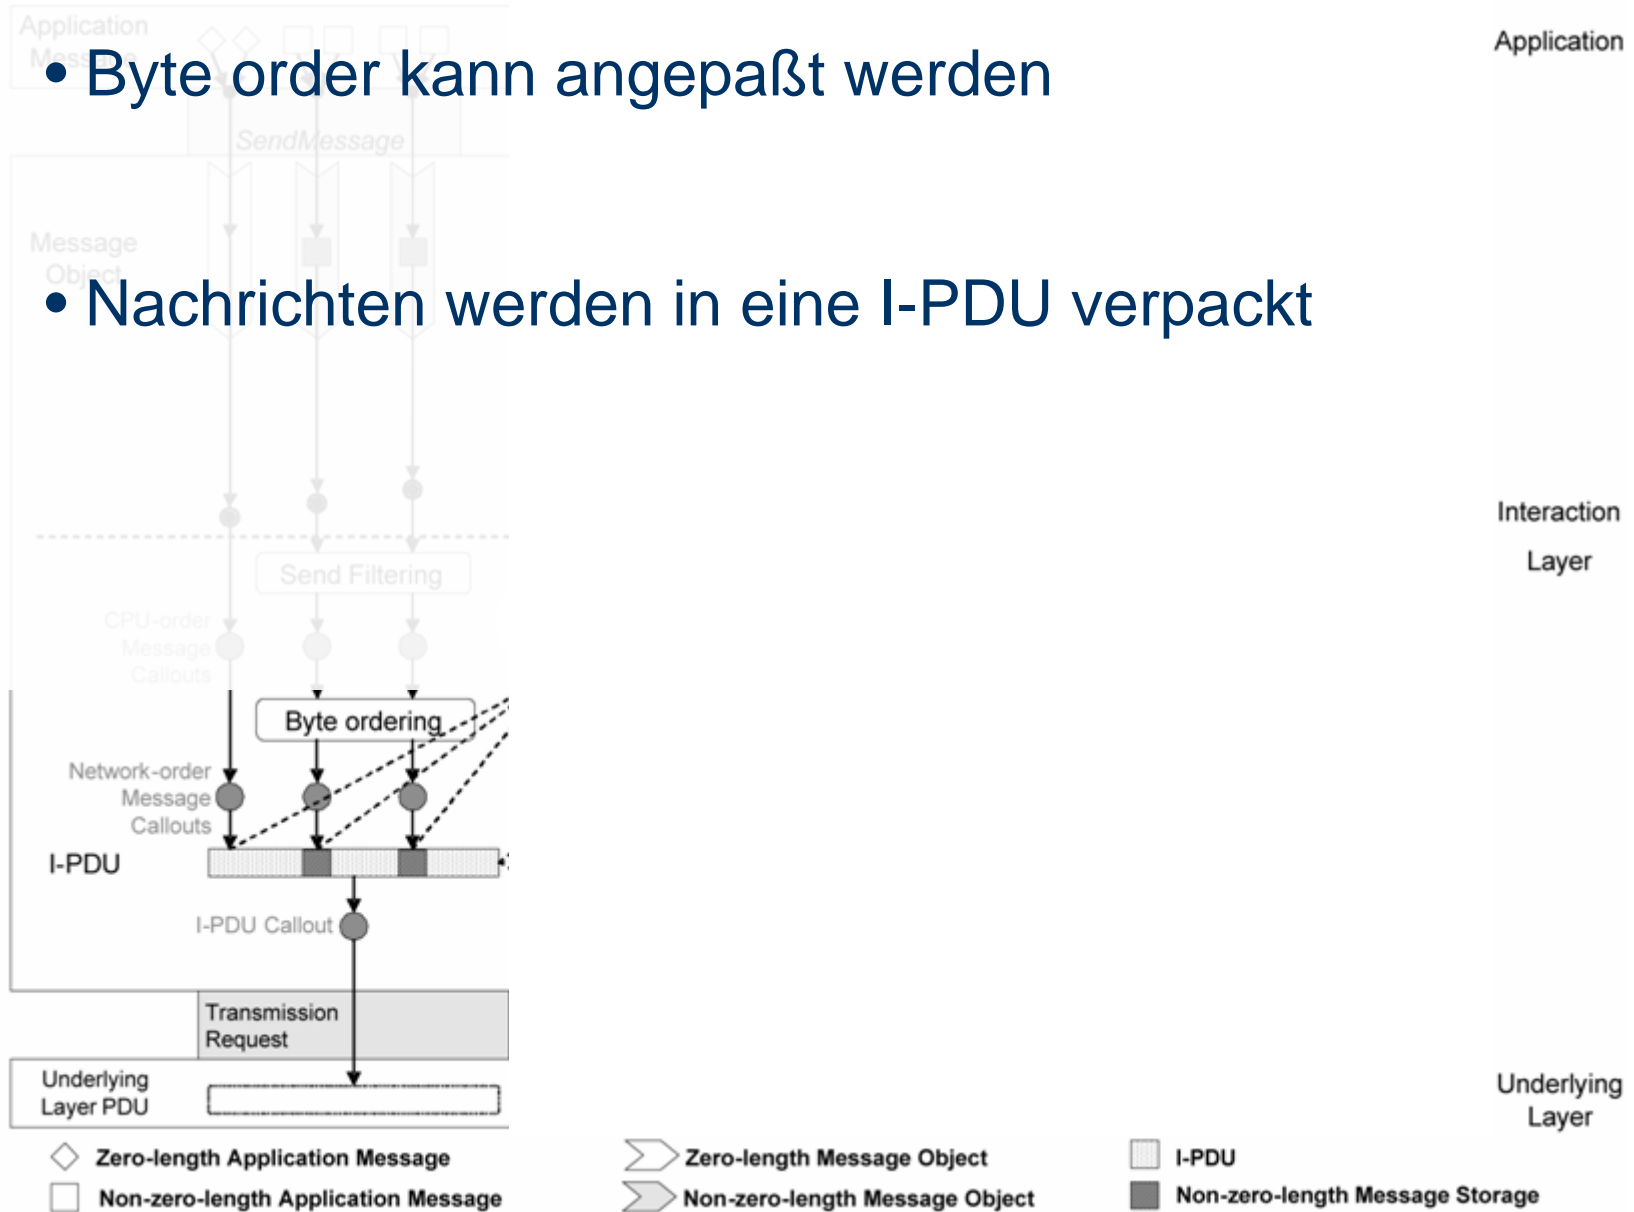 Application
Message
• Byte order kann angepaßt werden
Application
SendMessage
Message
Object
• Nachrichten werden in eine I-PDU verpackt
Interaction
Layer
Send Filtering
CPU-order
Message
Callouts
Byte ordering
Network-order
Message
Callouts
I-PDU
I-PDU Callout
Transmission
Request
Underlying
Layer PDU
Underlying
Layer
Zero-length Application Message
Zero-length Message Object
I-PDU
Non-zero-length Application Message
Non-zero-length Message Object
Non-zero-length Message Storage